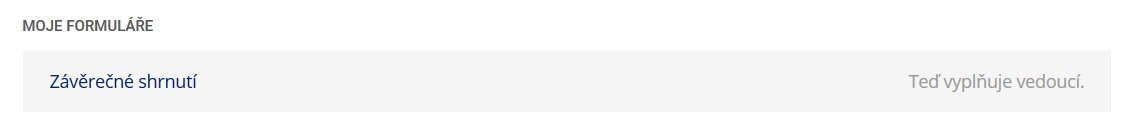 MOJE FORMULÁŘE
Závěrečné shrnutí Teď vyplňuje vedoucí.